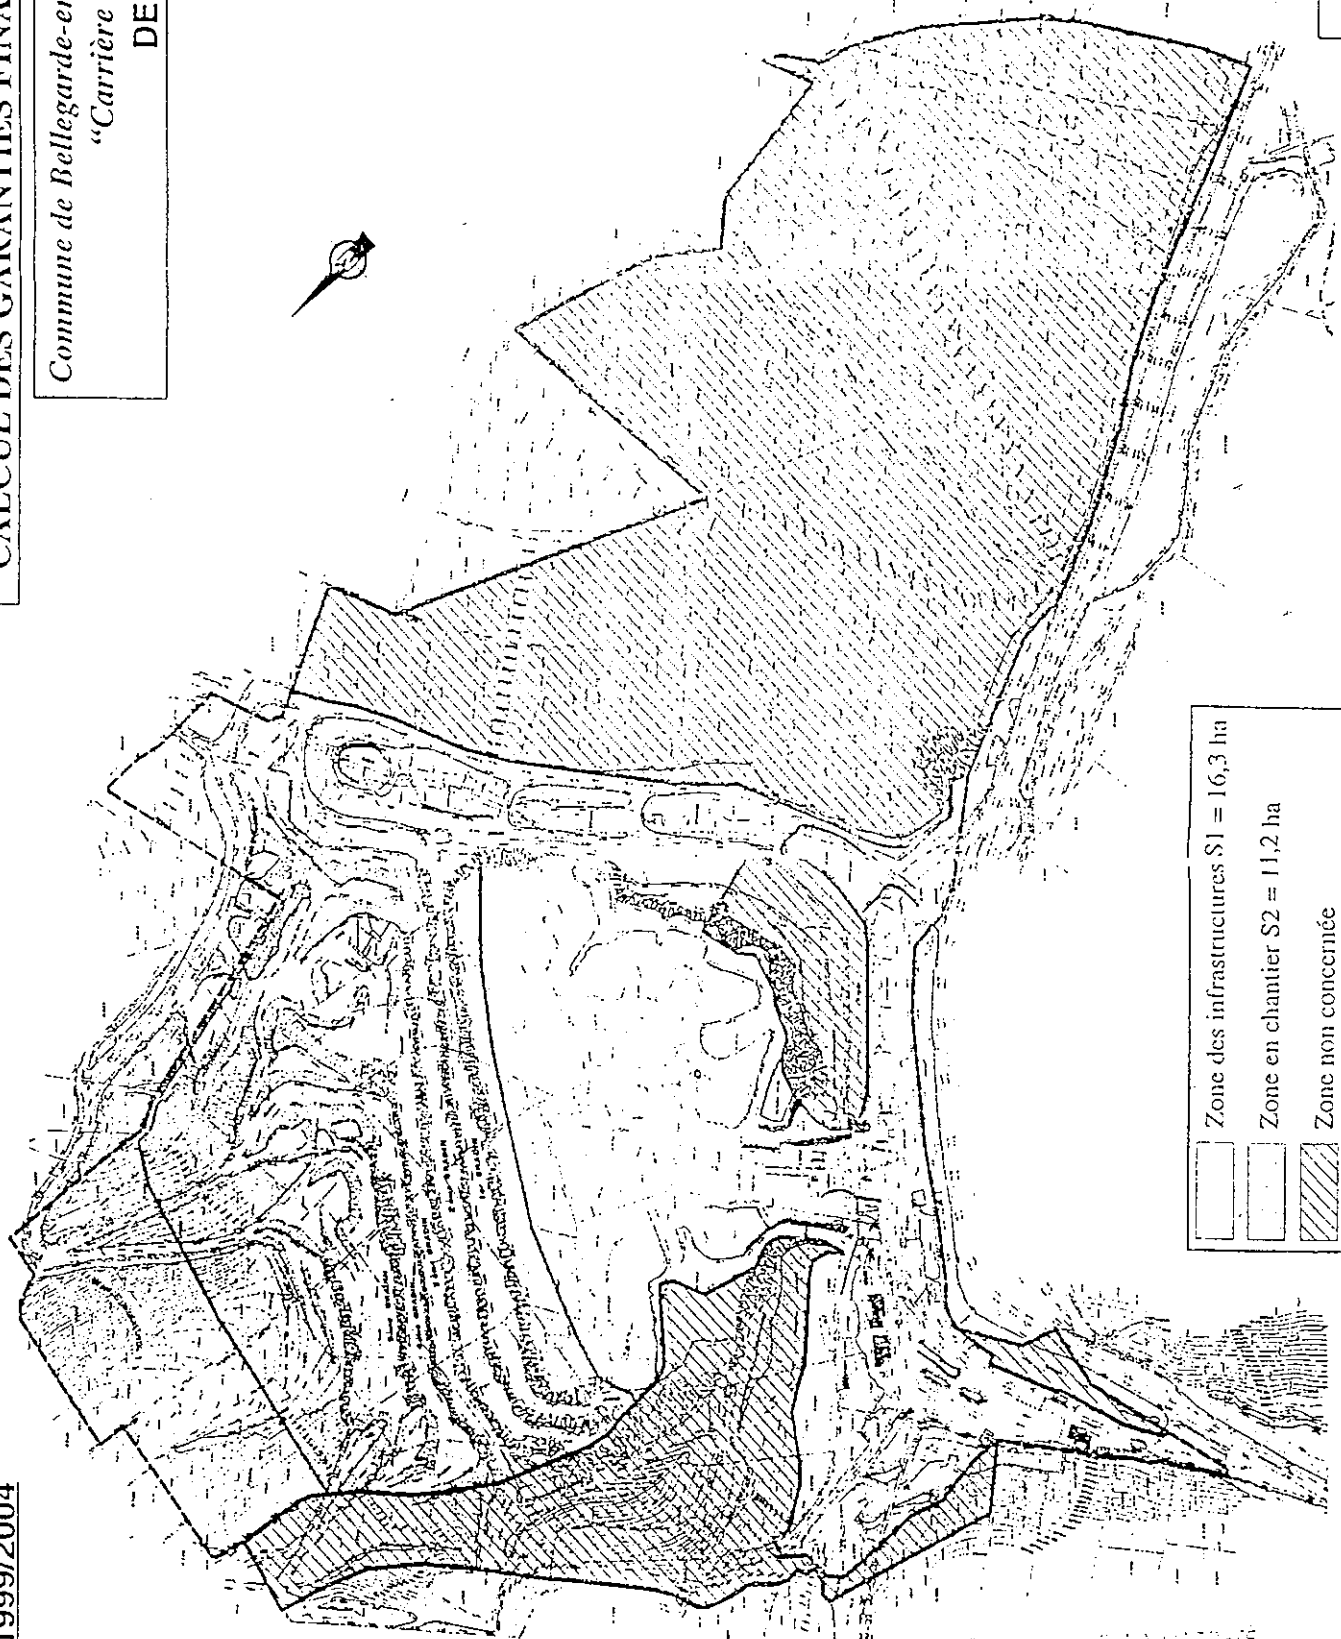 1999/2004
CALCUL DES GARANTIES FINA
Commune de Bellegarde-en
"Carrière
DE
Zone des infrastructures S1 = 16,3 ha
Zone en chantier S2 = 11,2 ha
Zone non concernée